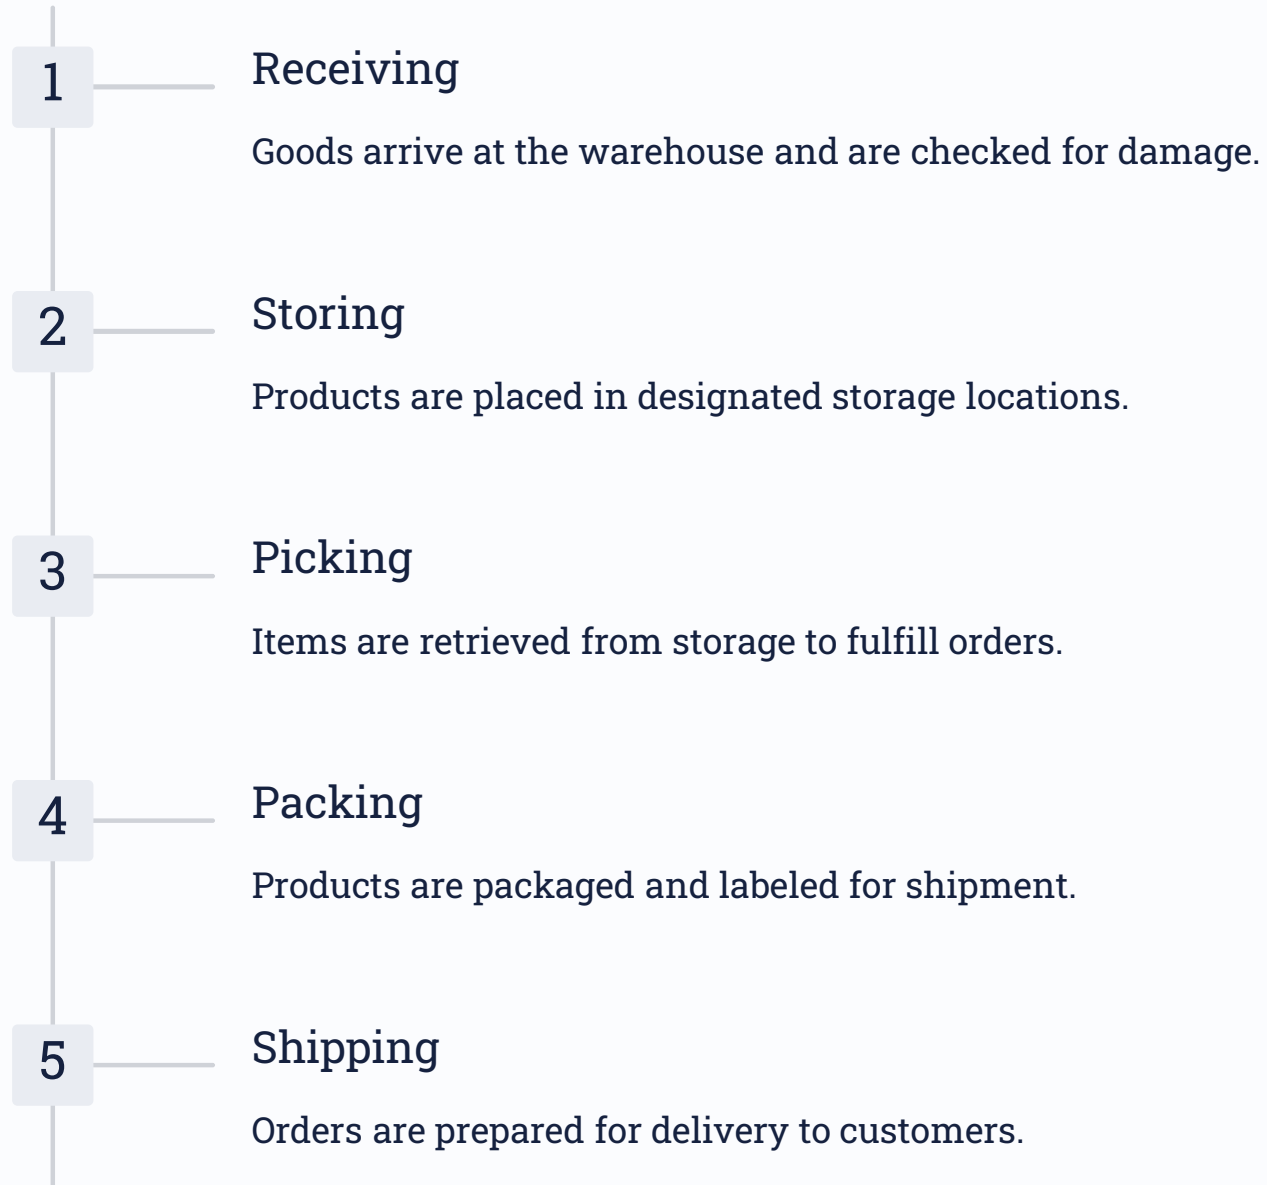 1
Receiving
Goods arrive at the warehouse and are checked for damage.
2
Storing
Products are placed in designated storage locations.
3
Picking
Items are retrieved from storage to fulfill orders.
4
Packing
Products are packaged and labeled for shipment.
5
Shipping
Orders are prepared for delivery to customers.